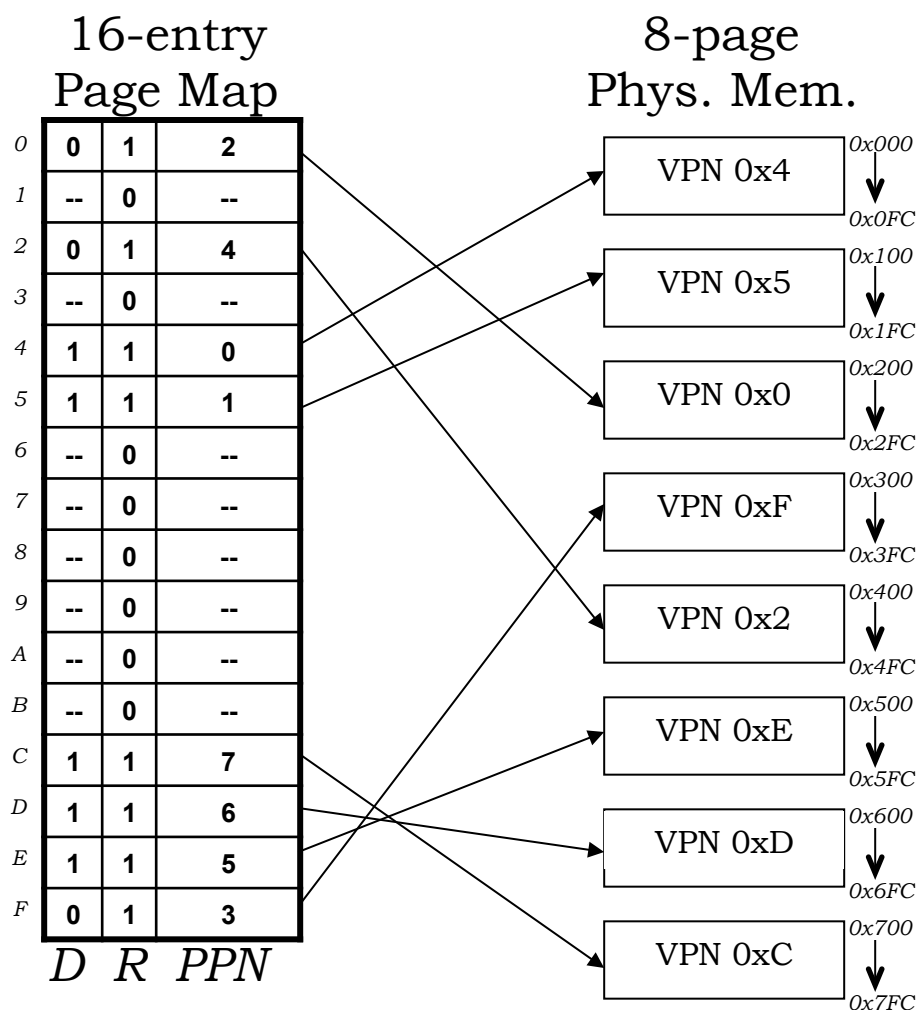 16-entry
Page Map
0 0 1 2
1 -- 0 --
2 0 1 4
3 -- 0 --
4 1 1 0
5 1 1 1
6 -- 0 --
7 -- 0 --
8 -- 0 --
9 -- 0 --
A -- 0 --
B -- 0 --
C 1 1 7
D 1 1 6
E 1 1 5
F 0 1 3
D R PPN
8-page
Phys. Mem.
0x000
VPN 0x4
0x0FC
0x100
VPN 0x5
0x1FC
0x200
VPN 0x0
0x2FC
0x300
VPN 0xF
0x3FC
0x400
VPN 0x2
0x4FC
0x500
VPN 0xE
0x5FC
0x600
VPN 0xD
0x6FC
0x700
VPN 0xC
0x7FC